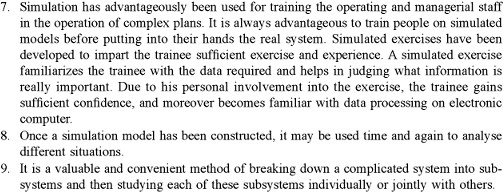 7. Simulation has advantageously been used for training the operating and managerial staff
in the operation of complex plans. It is always advantageous to train people on simulated
models before putting into their hands the real system. Simulated exercises have been
developed to impart the trainee sufficient exercise and experience. A simulated exercise
familiarizes the trainee with the data required and helps in judging what information is
really important. Due to his personal involvement into the exercise, the trainee gains
sufficient confidence, and moreover becomes familiar with data processing on electronic
computer.
8. Once a simulation model has been constructed, it may be used time and again to analyse
different situations.
9. It is a valuable and convenient method of breaking down a complicated system into sub-
systems and then studying each of these subsystems individually or jointly with others.